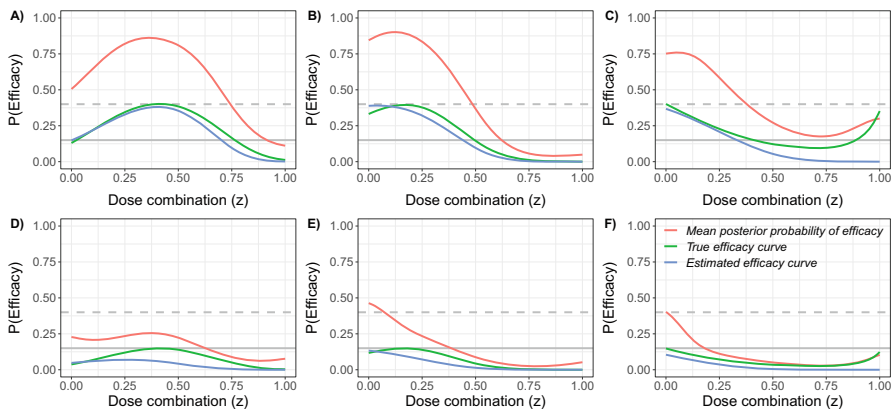 A) B) C)
P(Efficacy) P(Efficacy) P(Efficacy)
1.00 1.00 1.00
0.75 0.75 0.75
0.50 0.50 0.50
0.25 0.25 0.25
0.00 0.00 0.00
0.00 0.25 0.50 0.75 1.00 0.00 0.25 0.50 0.75 1.00 0.00 0.25 0.50 0.75 1.00
Dose combination (z) Dose combination (z) Dose combination (z)
D) E) F)
P(Efficacy) P(Efficacy) P(Efficacy)
1.00 1.00 1.00
0.75 0.75 0.75
0.50 0.50 0.50
0.25 0.25 0.25
0.00 0.00 0.00
Mean posterior probability of efficacy
True efficacy curve
Estimated efficacy curve
0.00 0.25 0.50 0.75 1.00 0.00 0.25 0.50 0.75 1.00 0.00 0.25 0.50 0.75 1.00
Dose combination (z) Dose combination (z) Dose combination (z)